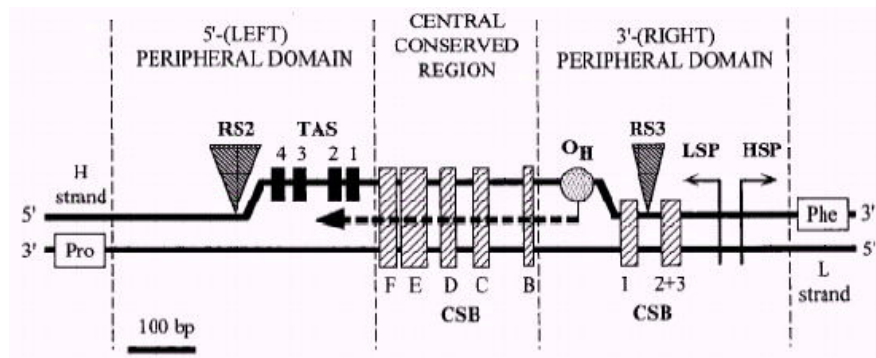 5'-(LEFT)
PERIPHERAL DOMAIN
CENTRAL
CONSERVED
REGION
3'-(RIGHT)
PERIPHERAL DOMAIN
RS2
TAS
4 3 2 1
OH
RS3
LSP
HSP
H
strand
5'
Phe
3'
3'
Pro
5'
F E D C B
CSB
1 2+3
CSB
L
strand
100 bp